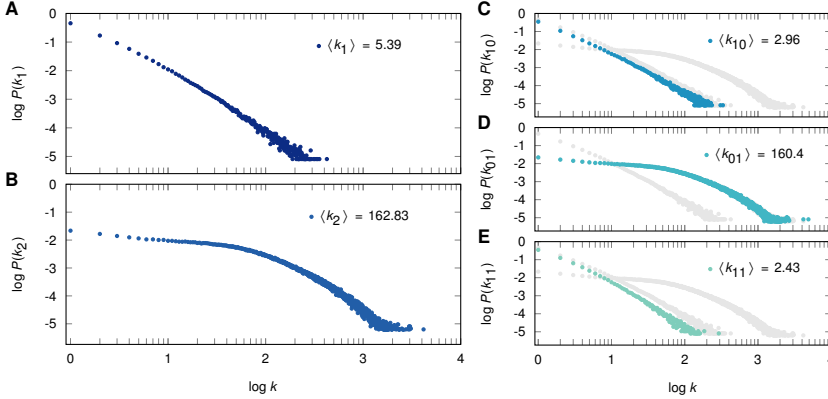 A
0
-1
-2
-3
-4
-5
log P(k₁)
⟨k₁⟩ = 5.39
B
0
-1
-2
-3
-4
-5
log P(k₂)
⟨k₂⟩ = 162.83
0
1
2
3
4
log k
C
0
-1
-2
-3
-4
-5
log P(k₁₀)
⟨k₁₀⟩ = 2.96
D
0
-1
-2
-3
-4
-5
log P(k₀₁)
⟨k₀₁⟩ = 160.4
E
0
-1
-2
-3
-4
-5
log P(k₁₁)
⟨k₁₁⟩ = 2.43
0
1
2
3
log k